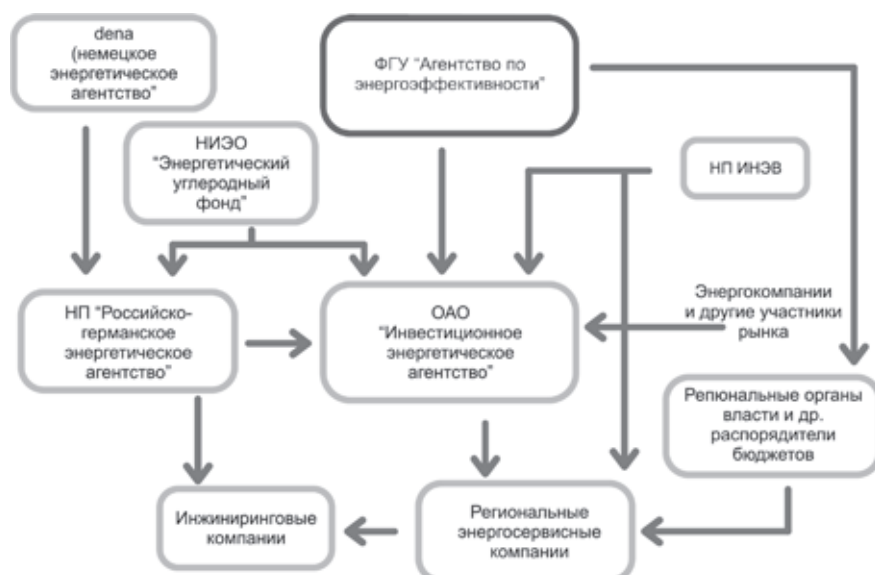 dena
(немецкое
энергетическое
агентство"
ФГУ "Агентство по
энергоэффективности"
НИЭО
"Энергетический
углеродный
фонд"
НП ИНЭВ
НП "Российско-
германское
энергетическое
агентство"
ОАО
"Инвестиционное
энергетическое
агентство"
Энергокомпании
и другие участники
рынка
Репюнальные органы
власти и др.
распорядители
бюджетов
Инжиниринговые
компании
Региональные
энергосервисные
компании